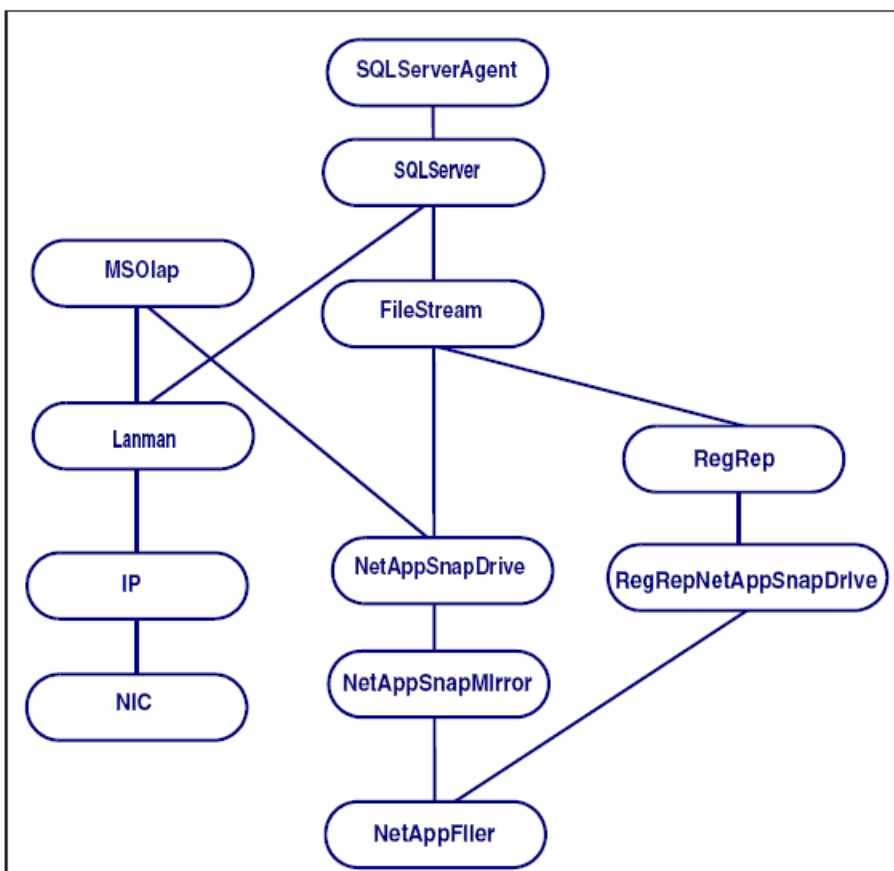 SQLServerAgent
SQLServer
MSOlap
FileStream
Lanman
RegRep
NetAppSnapDrive
RegRepNetAppSnapDrive
IP
NetAppSnapMirror
NIC
NetAppFiler